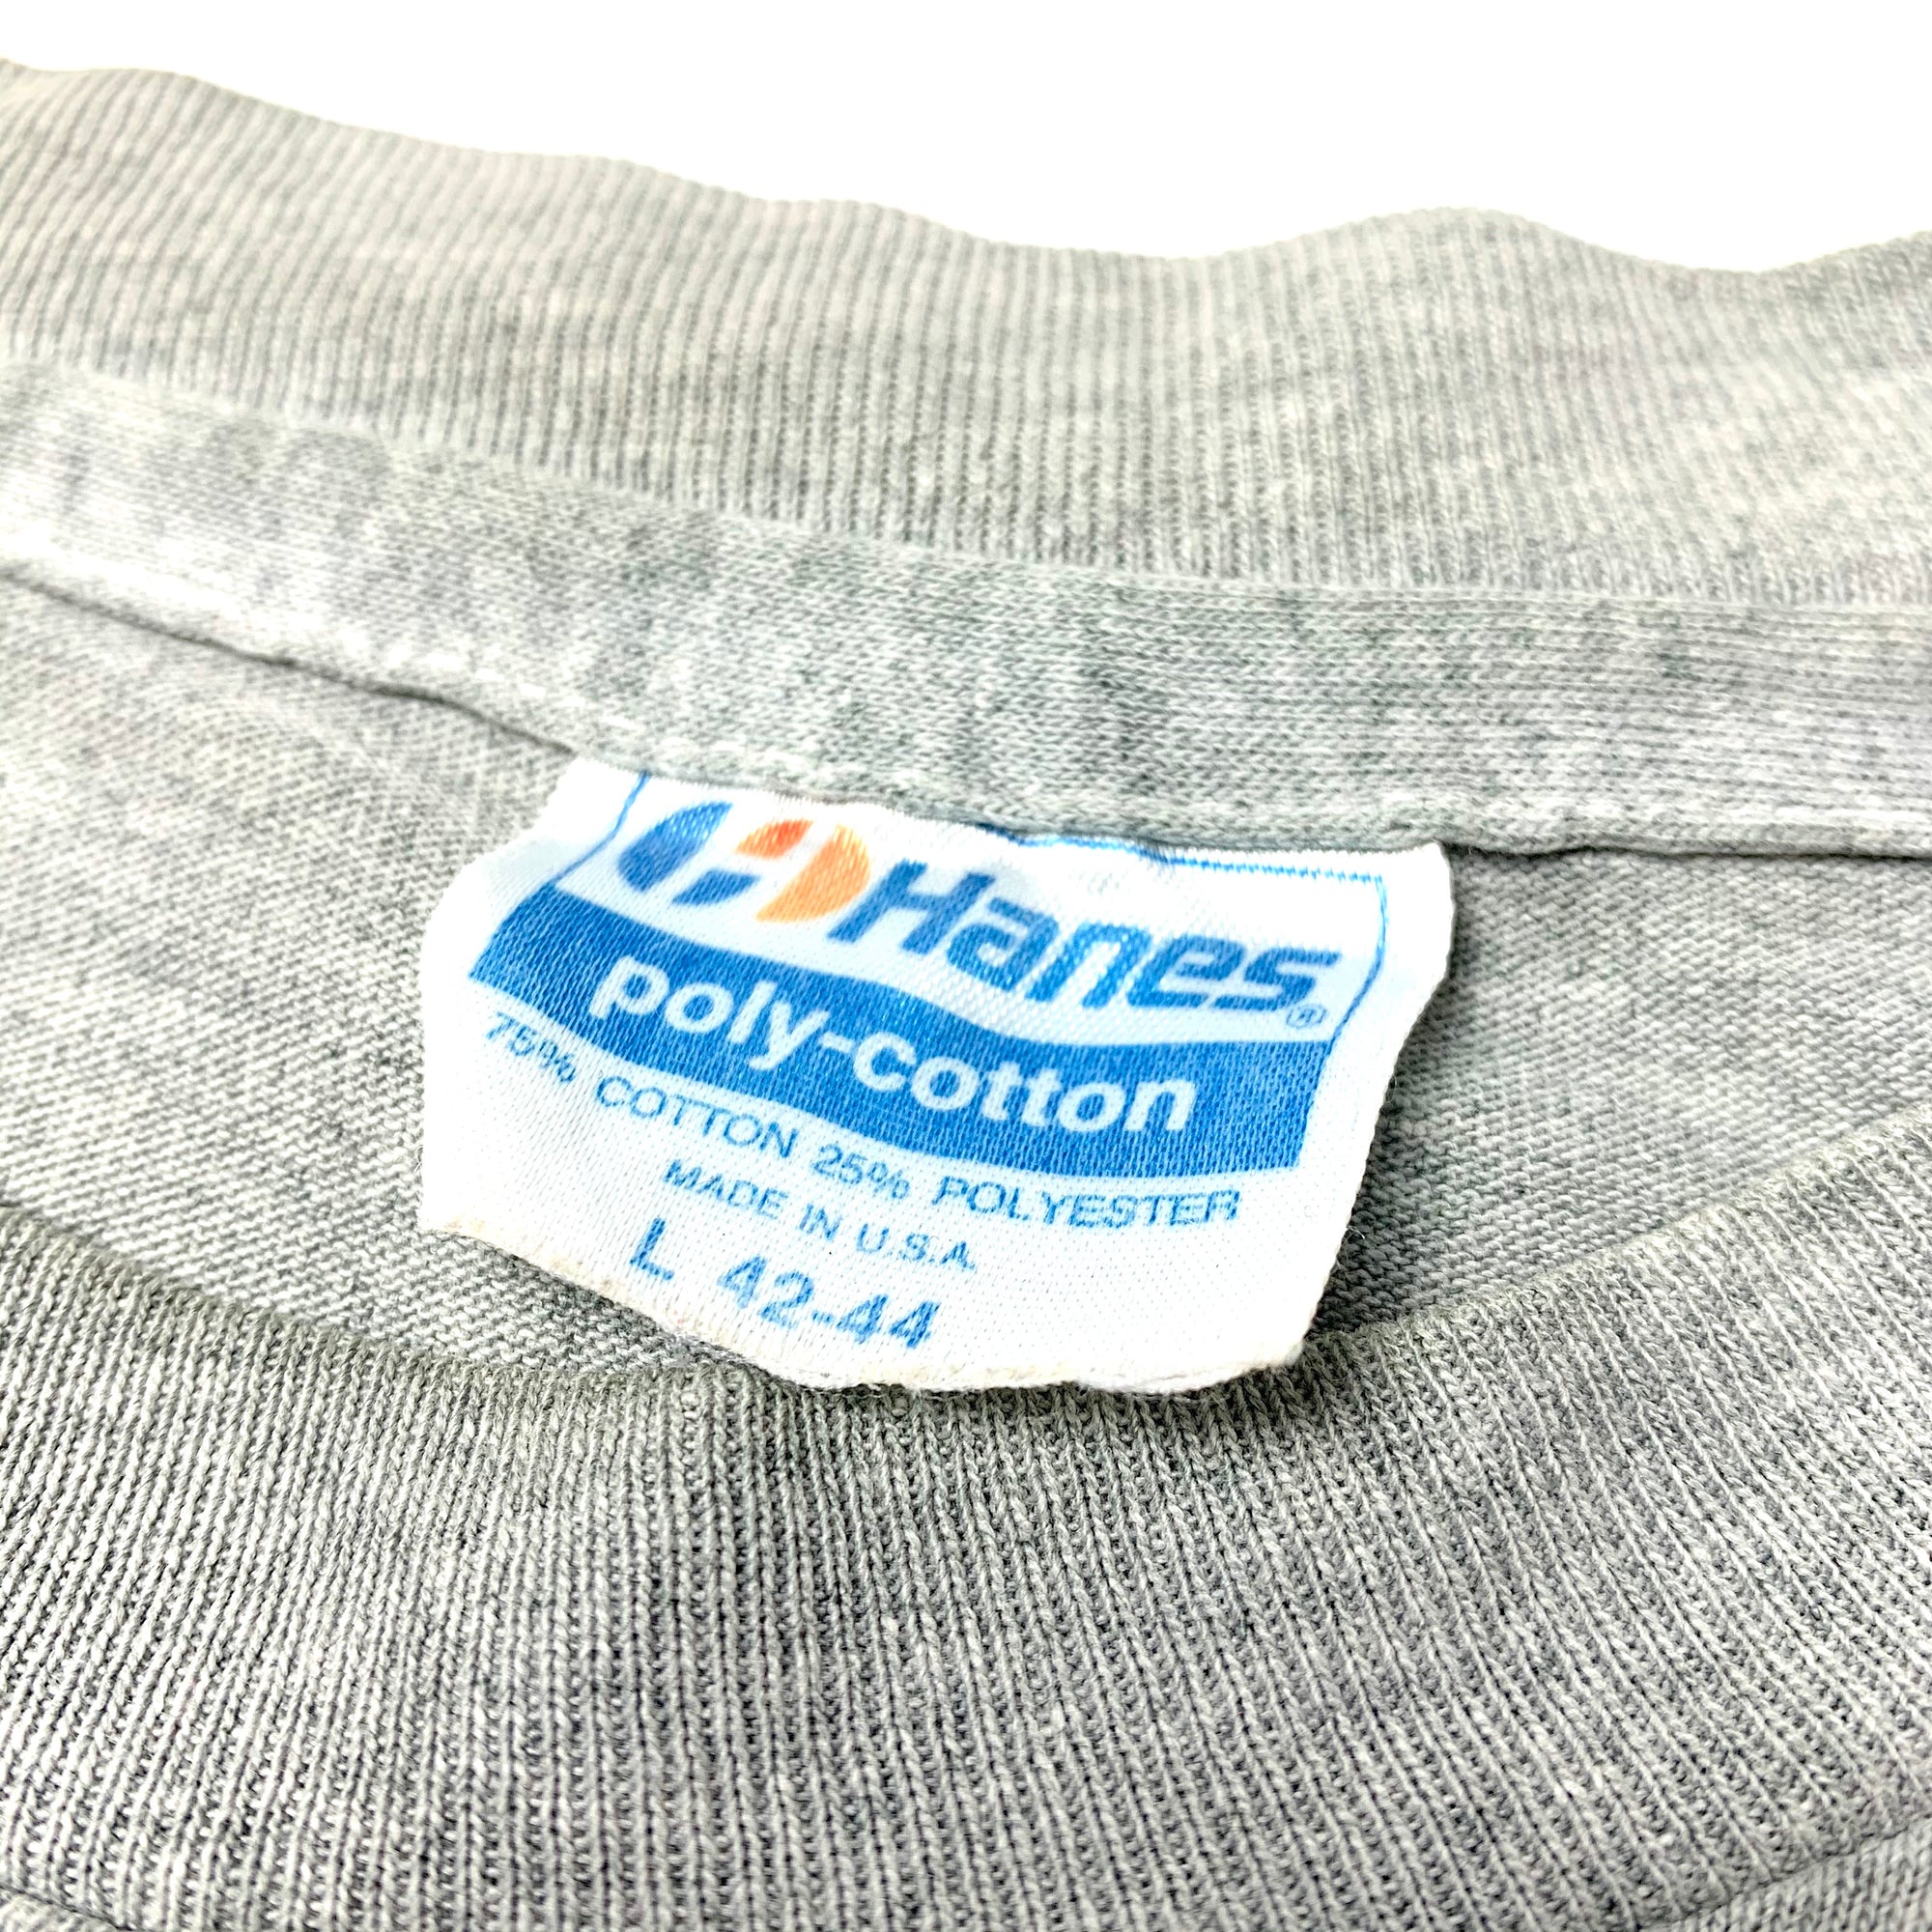 Hanes®
poly-cotton
75% COTTON 25% POLYESTER
MADE IN U.S.A.
L 42-44